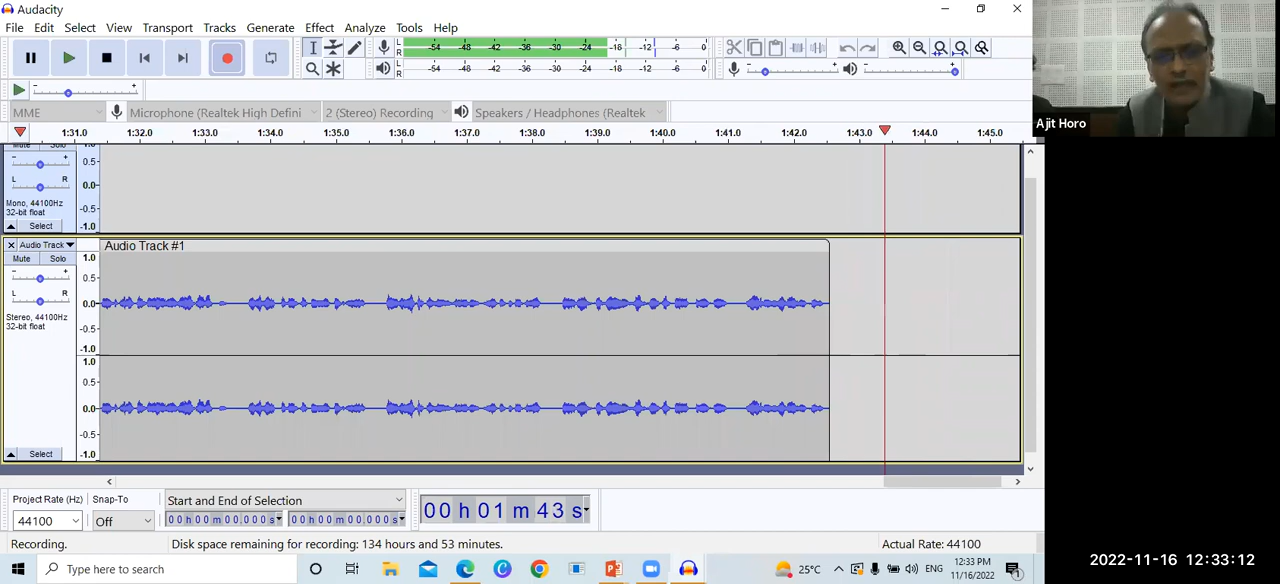 Audacity
File Edit Select View Transport Tracks Generate Effect Analyze Tools Help
L R -54 -48 -42 -36 -30 -24 -18 -12 -6 0
L R -54 -48 -42 -36 -30 -24 -18 -12 -6 0
Ajit Horo
MME Microphone (Realtek High Defini 2 (Stereo) Recording Speakers / Headphones (Realtek
1:31.0 1:32.0 1:33.0 1:34.0 1:35.0 1:36.0 1:37.0 1:38.0 1:39.0 1:40.0 1:41.0 1:42.0 1:43.0 1:44.0 1:45.0
Mute Solo 1.0
0.5
L R
0.0
Mono, 44100Hz
32-bit float
-0.5
Select -1.0
Audio Track Audio Track #1
Mute Solo 1.0
0.5
L R
0.0
Stereo, 44100Hz
32-bit float
-0.5
-1.0
1.0
0.5
0.0
-0.5
Select -1.0
Project Rate (Hz) Snap-To Start and End of Selection
00 h 01 m 43 s
44100 Off 00 h 00 m 00.000 s 00 h 00 m 00.000 s
Recording. Disk space remaining for recording: 134 hours and 53 minutes. Actual Rate: 44100
Type here to search 25°C ENG 12:33 PM
11/16/2022 1
2022-11-16 12:33:12